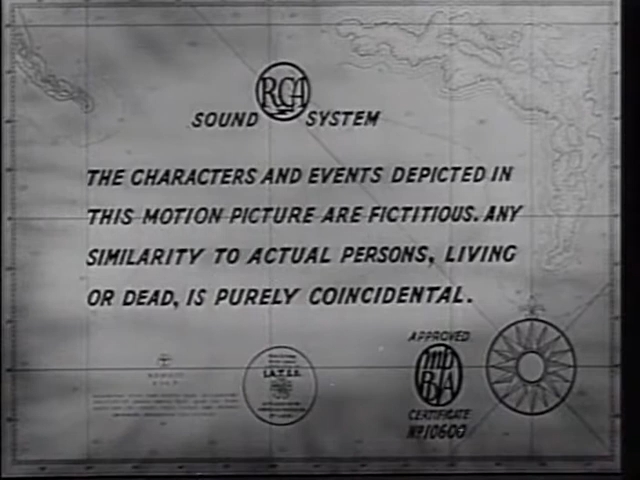 RCA
SOUND SYSTEM
THE CHARACTERS AND EVENTS DEPICTED IN
THIS MOTION PICTURE ARE FICTITIOUS. ANY
SIMILARITY TO ACTUAL PERSONS, LIVING
OR DEAD, IS PURELY COINCIDENTAL.
I.A.T.S.E.
APPROVED
MPPDA
CERTIFICATE
Nº 10600